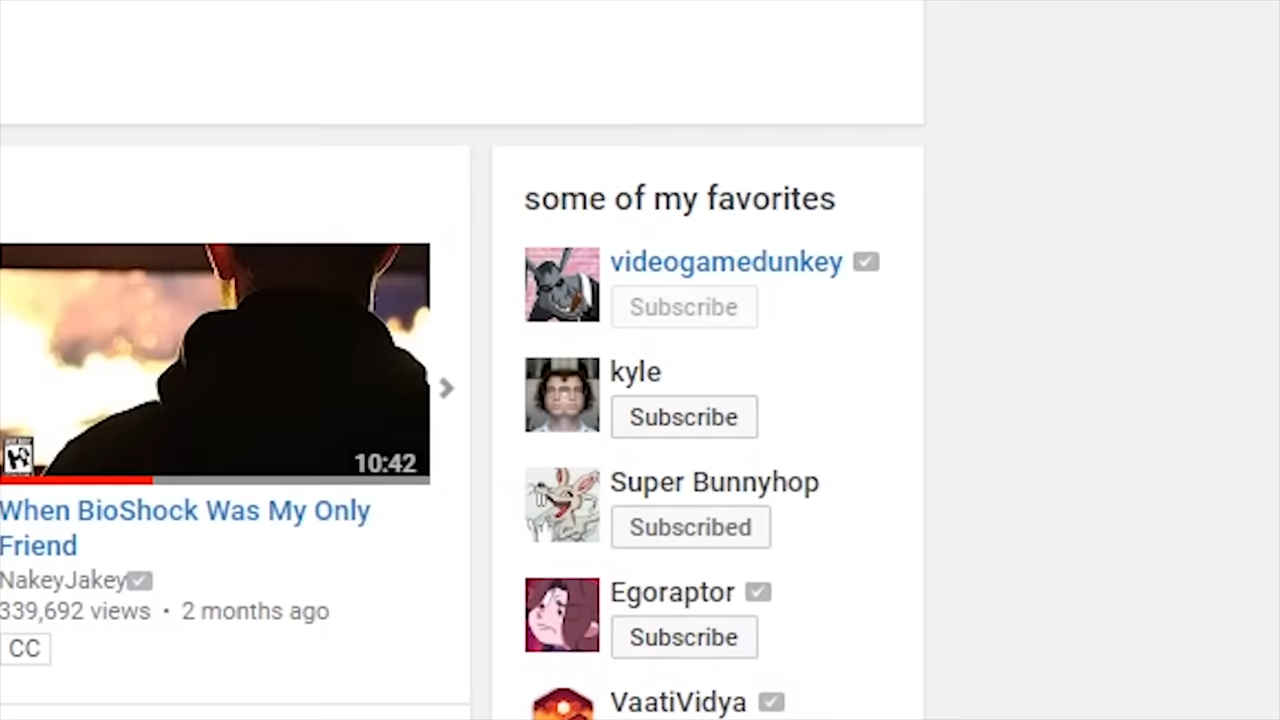 some of my favorites
videogamedunkey
Subscribe
kyle
Subscribe
Super Bunnyhop
Subscribed
Egoraptor
Subscribe
VaatiVidya
10:42
When BioShock Was My Only
Friend
NakeyJakey
339,692 views • 2 months ago
CC